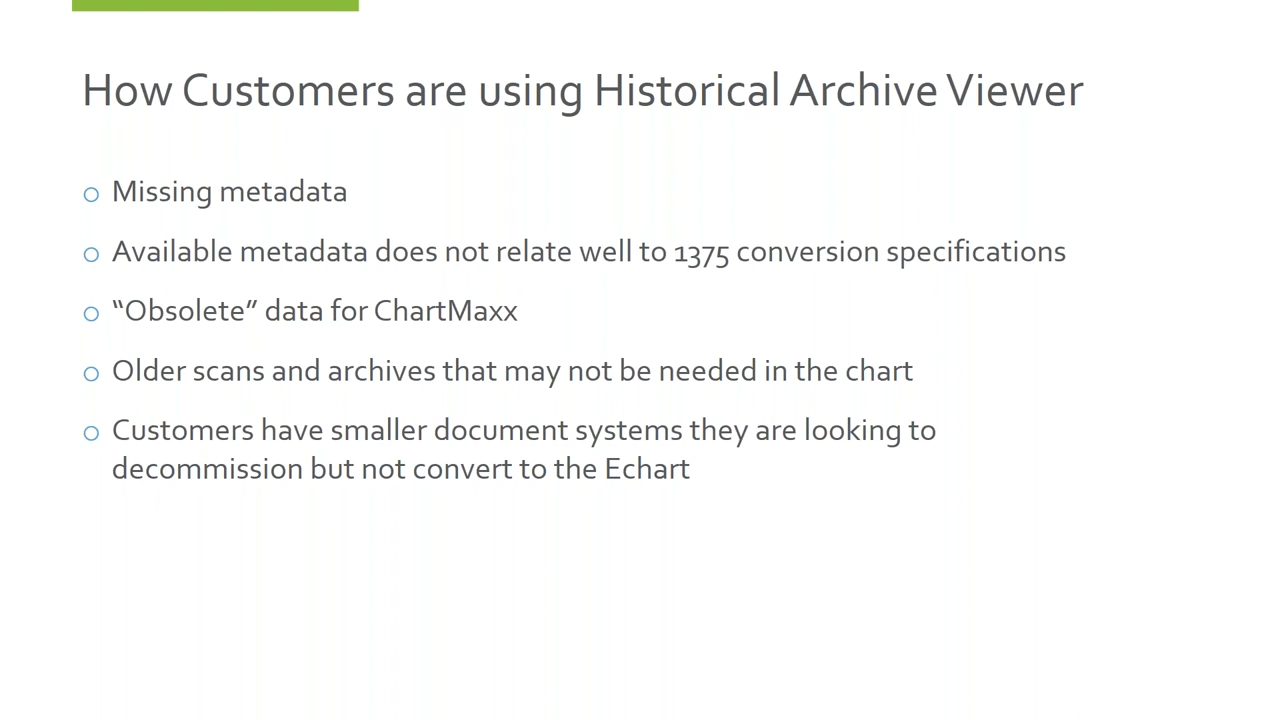 How Customers are using Historical Archive Viewer
Missing metadata
Available metadata does not relate well to 1375 conversion specifications
“Obsolete” data for ChartMaxx
Older scans and archives that may not be needed in the chart
Customers have smaller document systems they are looking to
decommission but not convert to the Echart